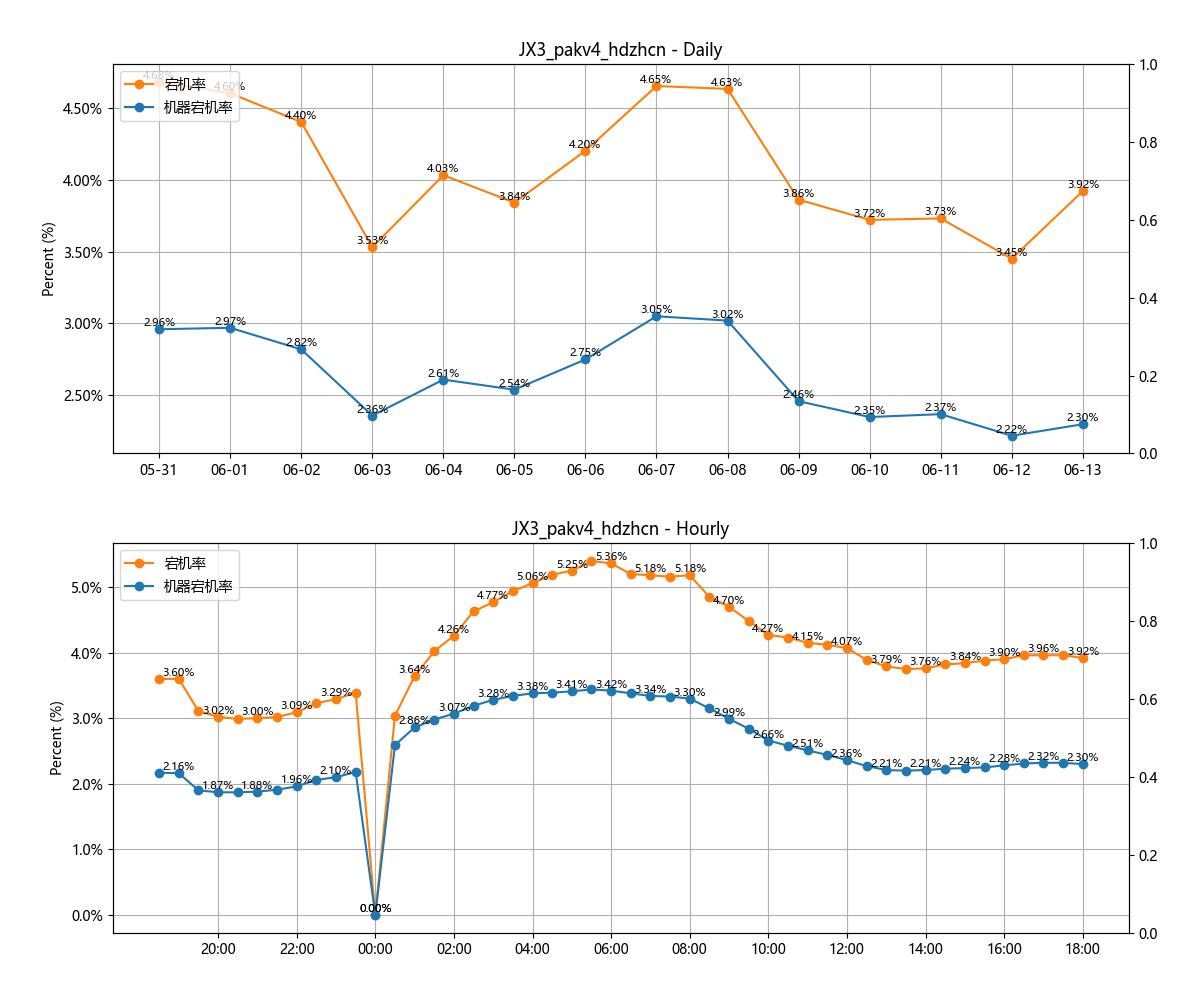 JX3_pakv4_hdzhcn - Daily
宕机率
机器宕机率
4.68% 4.60% 4.40% 3.53% 4.03% 3.84% 4.20% 4.65% 4.63% 3.86% 3.72% 3.73% 3.45% 3.92%
2.96% 2.97% 2.82% 2.36% 2.61% 2.54% 2.75% 3.05% 3.02% 2.46% 2.35% 2.37% 2.22% 2.30%
4.50%
4.00%
3.50%
3.00%
2.50%
Percent (%)
1.0
0.8
0.6
0.4
0.2
0.0
05-31 06-01 06-02 06-03 06-04 06-05 06-06 06-07 06-08 06-09 06-10 06-11 06-12 06-13
JX3_pakv4_hdzhcn - Hourly
宕机率
机器宕机率
3.60% 3.02% 3.00% 3.09% 3.29% 0.00% 3.64% 4.26% 4.77% 5.06% 5.25% 5.36% 5.18% 5.18% 4.70% 4.27% 4.15% 4.07% 3.79% 3.76% 3.84% 3.90% 3.96% 3.92%
2.16% 1.87% 1.88% 1.96% 2.10% 0.00% 2.86% 3.07% 3.28% 3.38% 3.41% 3.42% 3.34% 3.30% 2.99% 2.66% 2.51% 2.36% 2.21% 2.21% 2.24% 2.28% 2.32% 2.30%
5.0%
4.0%
3.0%
2.0%
1.0%
0.0%
Percent (%)
1.0
0.8
0.6
0.4
0.2
0.0
20:00 22:00 00:00 02:00 04:00 06:00 08:00 10:00 12:00 14:00 16:00 18:00